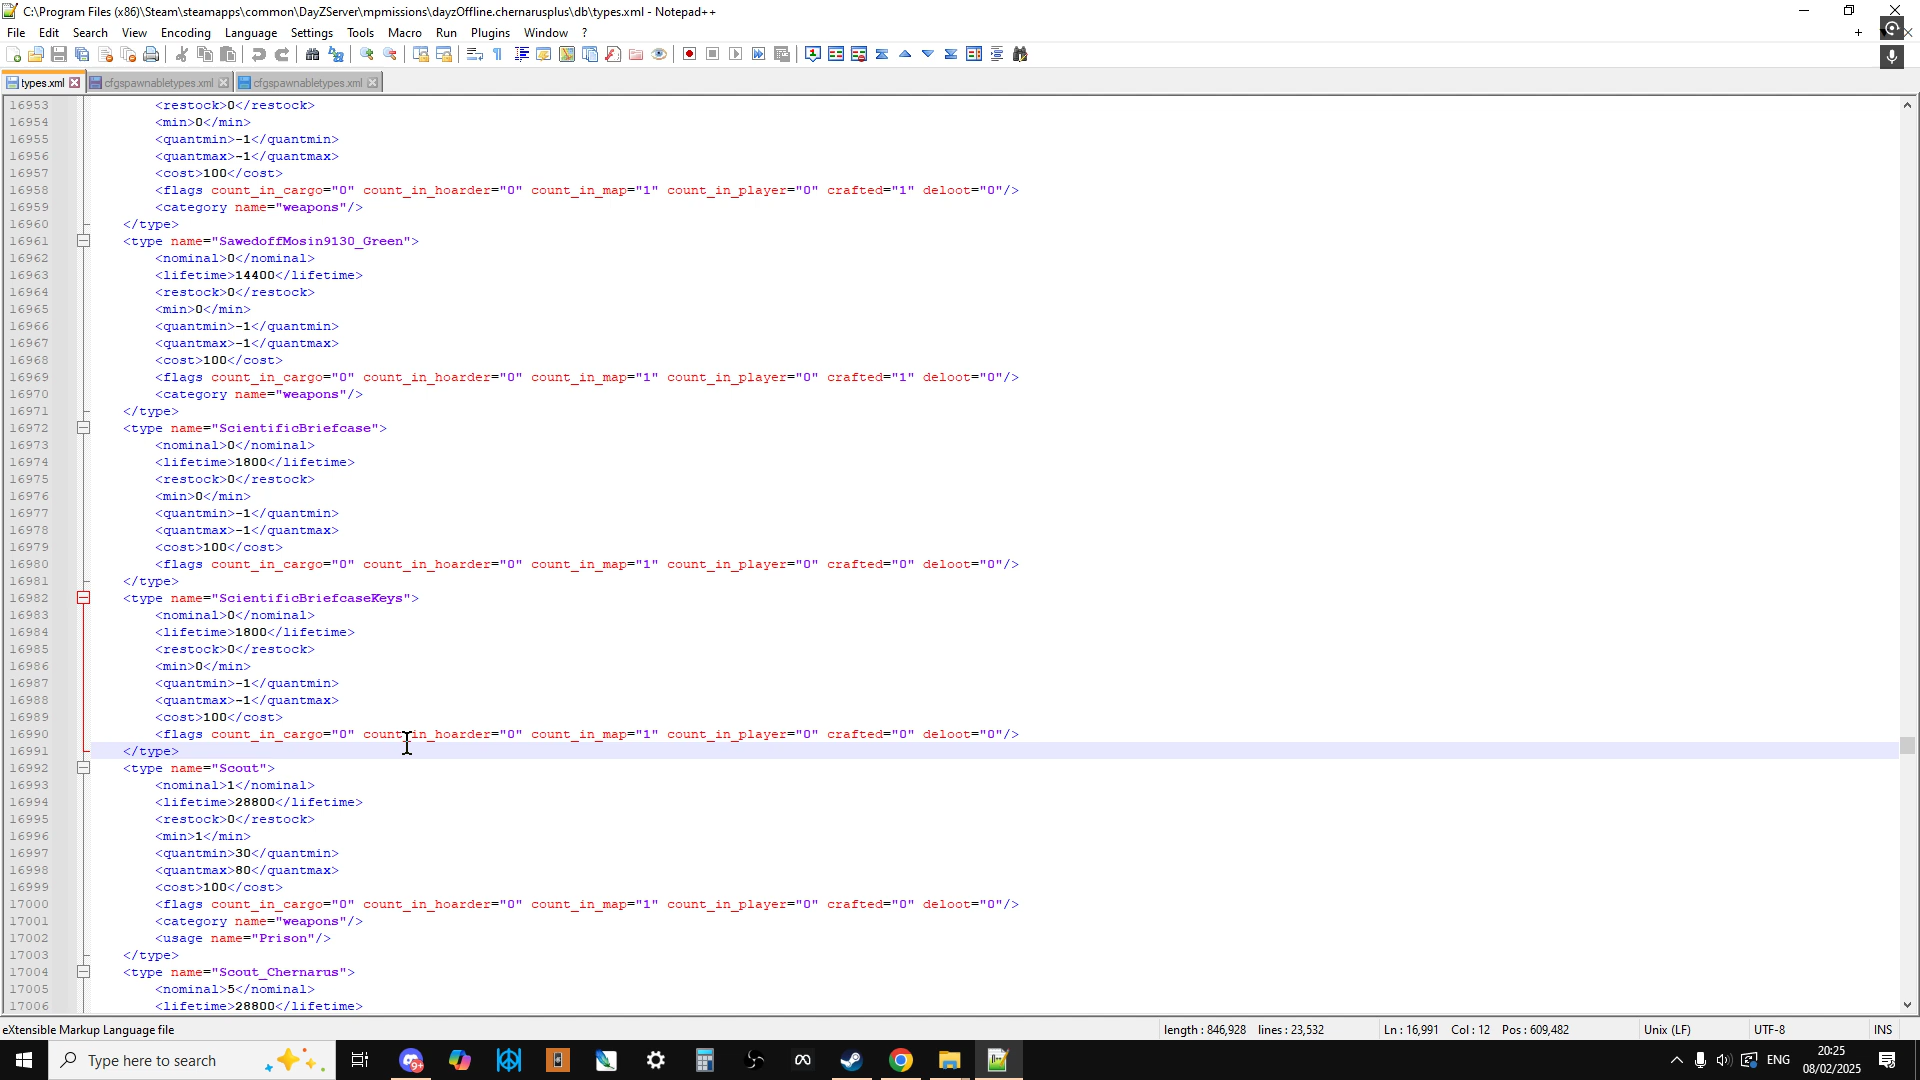 C:\Program Files (x86)\Steam\steamapps\common\DayZServer\mpmissions\dayzOffline.chernarusplus\db\types.xml - Notepad++
File Edit Search View Encoding Language Settings Tools Macro Run Plugins Window ?
types.xml cfgspawnabletypes.xml cfgspawnabletypes.xml
16953 <restock>0</restock>
16954 <min>0</min>
16955 <quantmin>-1</quantmin>
16956 <quantmax>-1</quantmax>
16957 <cost>100</cost>
16958 <flags count_in_cargo="0" count_in_hoarder="0" count_in_map="1" count_in_player="0" crafted="1" deloot="0"/>
16959 <category name="weapons"/>
16960 </type>
16961 <type name="SawedoffMosin9130_Green">
16962 <nominal>0</nominal>
16963 <lifetime>14400</lifetime>
16964 <restock>0</restock>
16965 <min>0</min>
16966 <quantmin>-1</quantmin>
16967 <quantmax>-1</quantmax>
16968 <cost>100</cost>
16969 <flags count_in_cargo="0" count_in_hoarder="0" count_in_map="1" count_in_player="0" crafted="1" deloot="0"/>
16970 <category name="weapons"/>
16971 </type>
16972 <type name="ScientificBriefcase">
16973 <nominal>0</nominal>
16974 <lifetime>1800</lifetime>
16975 <restock>0</restock>
16976 <min>0</min>
16977 <quantmin>-1</quantmin>
16978 <quantmax>-1</quantmax>
16979 <cost>100</cost>
16980 <flags count_in_cargo="0" count_in_hoarder="0" count_in_map="1" count_in_player="0" crafted="0" deloot="0"/>
16981 </type>
16982 <type name="ScientificBriefcaseKeys">
16983 <nominal>0</nominal>
16984 <lifetime>1800</lifetime>
16985 <restock>0</restock>
16986 <min>0</min>
16987 <quantmin>-1</quantmin>
16988 <quantmax>-1</quantmax>
16989 <cost>100</cost>
16990 <flags count_in_cargo="0" count_in_hoarder="0" count_in_map="1" count_in_player="0" crafted="0" deloot="0"/>
16991 </type>
16992 <type name="Scout">
16993 <nominal>1</nominal>
16994 <lifetime>28800</lifetime>
16995 <restock>0</restock>
16996 <min>1</min>
16997 <quantmin>30</quantmin>
16998 <quantmax>80</quantmax>
16999 <cost>100</cost>
17000 <flags count_in_cargo="0" count_in_hoarder="0" count_in_map="1" count_in_player="0" crafted="0" deloot="0"/>
17001 <category name="weapons"/>
17002 <usage name="Prison"/>
17003 </type>
17004 <type name="Scout_Chernarus">
17005 <nominal>5</nominal>
17006 <lifetime>28800</lifetime>
eXtensible Markup Language file length : 846,928 lines : 23,532 Ln : 16,991 Col : 12 Pos : 609,482 Unix (LF) UTF-8 INS
Type here to search ENG 20:25
08/02/2025